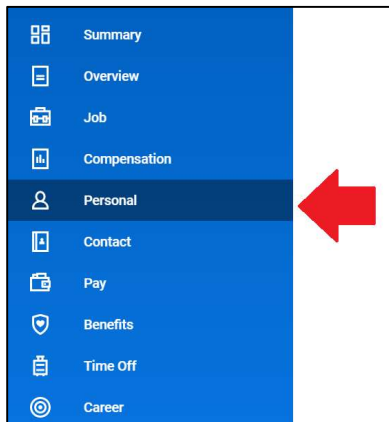 Summary
Overview
Job
Compensation
Personal
Contact
Pay
Benefits
Time Off
Career